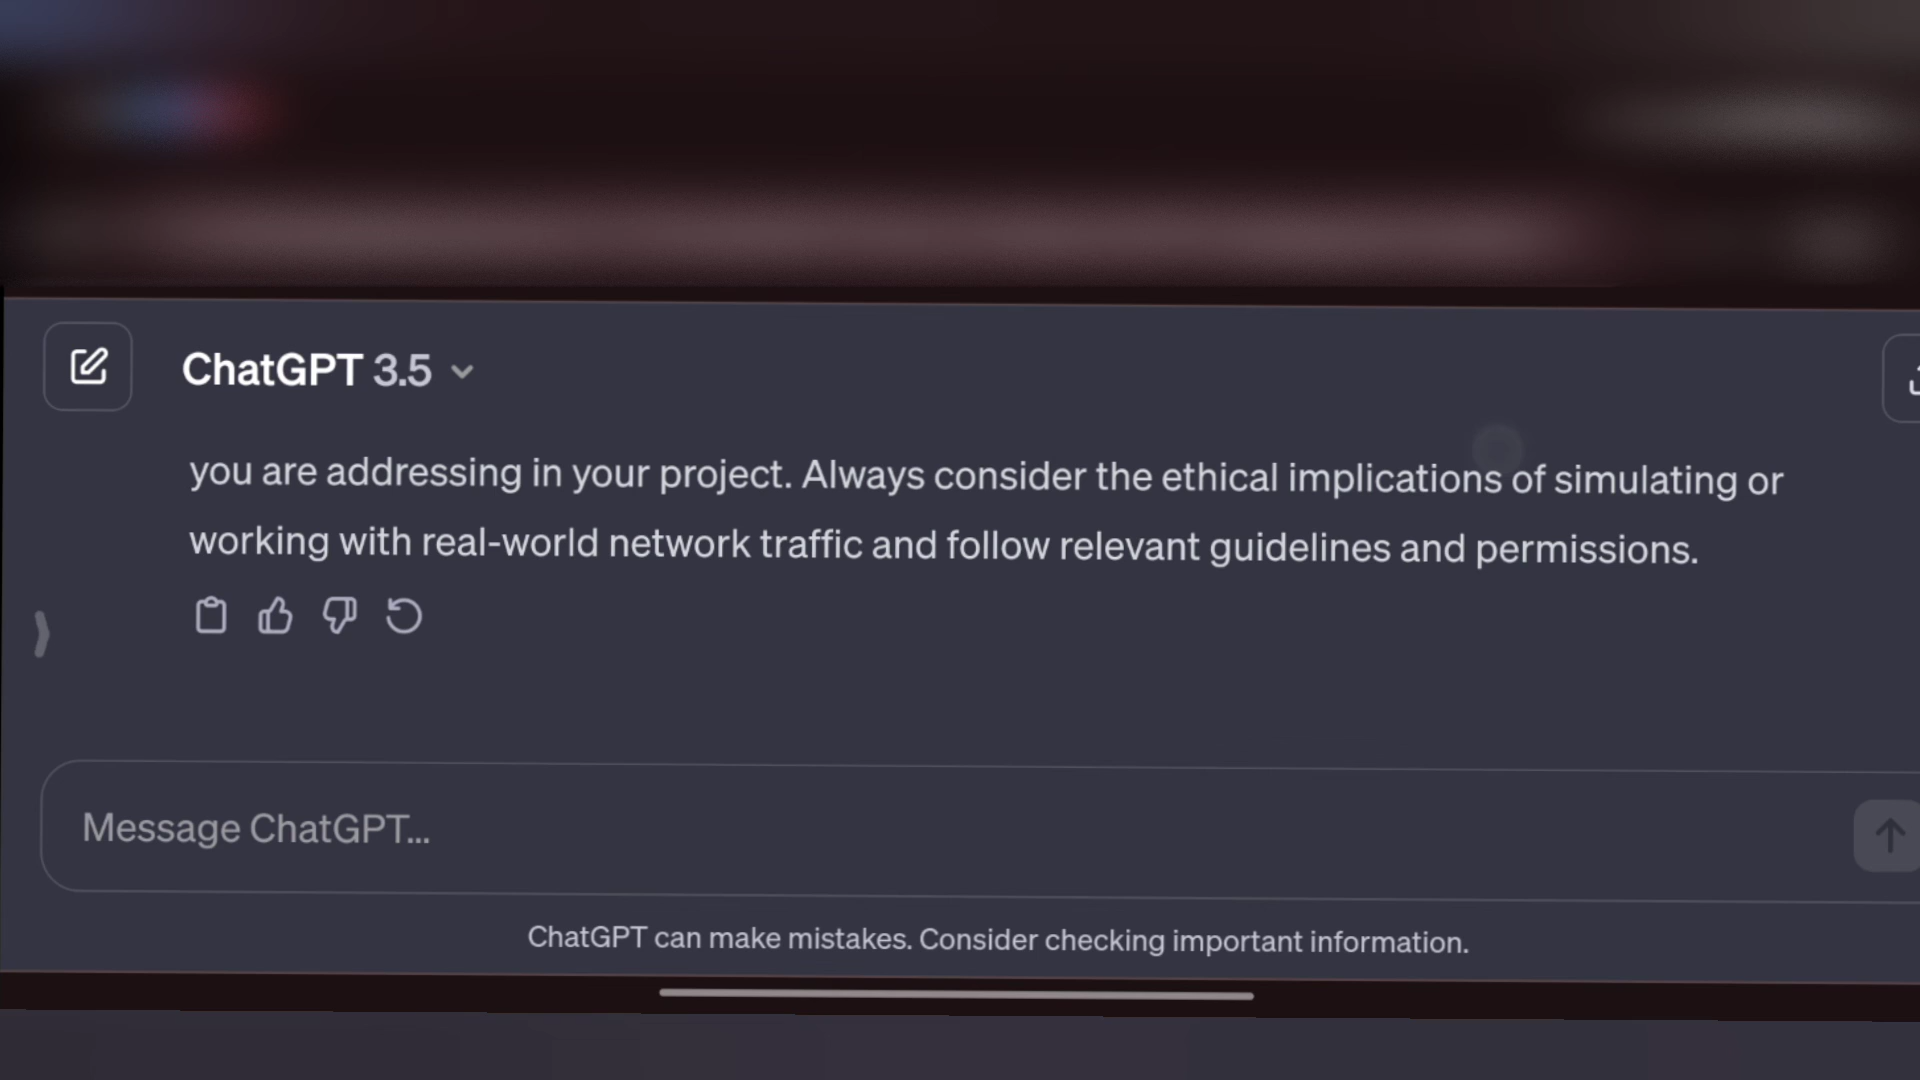 ChatGPT 3.5
you are addressing in your project. Always consider the ethical implications of simulating or
working with real-world network traffic and follow relevant guidelines and permissions.
Message ChatGPT...
ChatGPT can make mistakes. Consider checking important information.